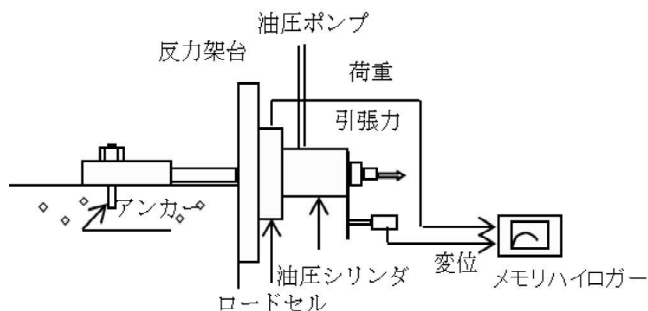 油圧ポンプ
反力架台
荷重
引張力
アンカー
油圧シリンダ
変位
メモリハイロガー
ロードセル